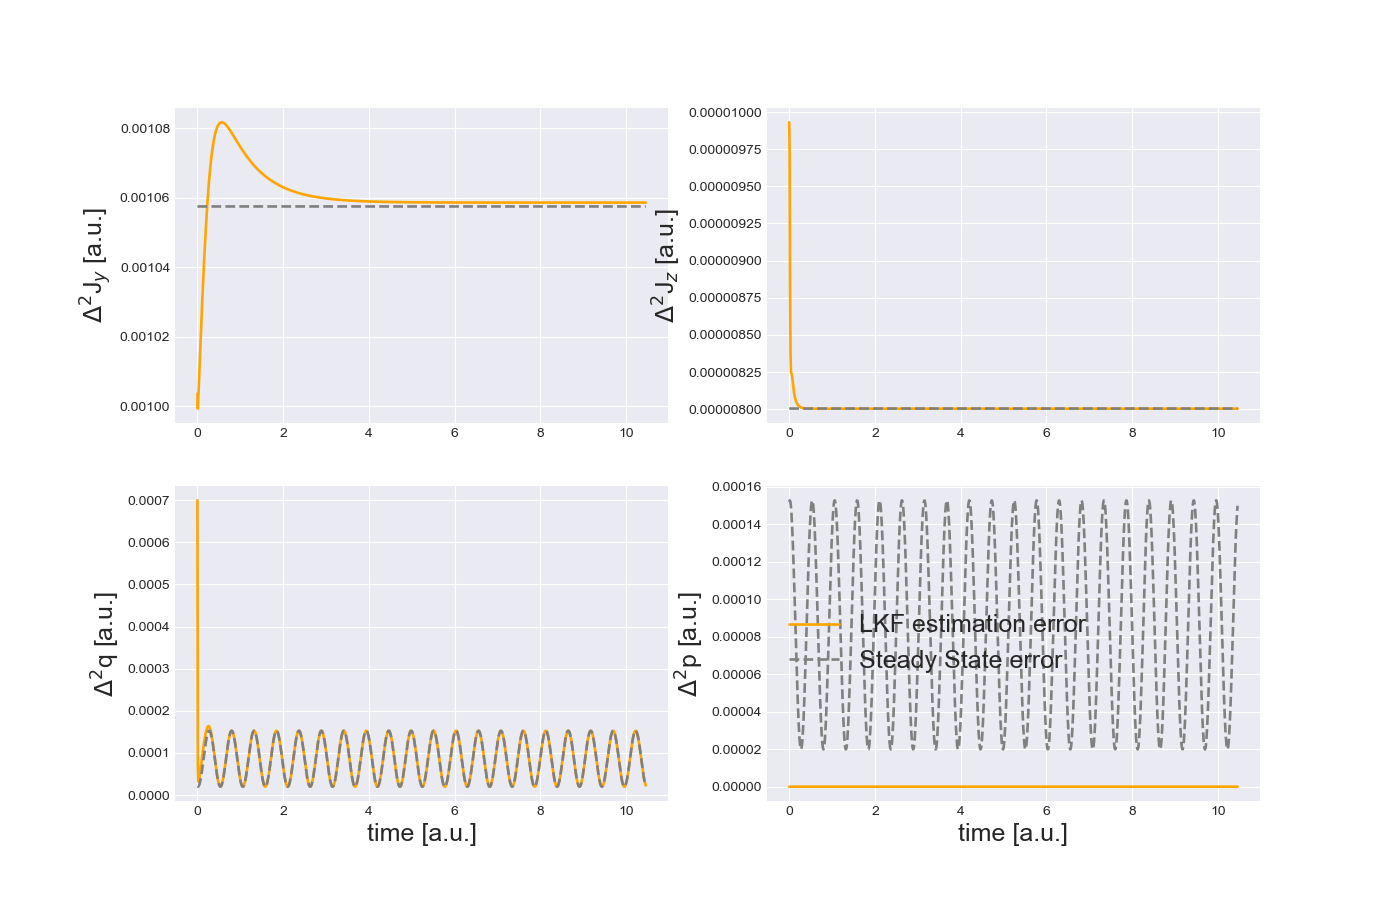 0.00108
0.00106
0.00104
0.00102
0.00100
Δ²J_y [a.u.]
0 2 4 6 8 10
0.00001000
0.00000975
0.00000950
0.00000925
0.00000900
0.00000875
0.00000850
0.00000825
0.00000800
Δ²J_z [a.u.]
0 2 4 6 8 10
0.0007
0.0006
0.0005
0.0004
0.0003
0.0002
0.0001
0.0000
Δ²q [a.u.]
0 2 4 6 8 10
time [a.u.]
0.00016
0.00014
0.00012
0.00010
0.00008
0.00006
0.00004
0.00002
0.00000
Δ²p [a.u.]
LKF estimation error
Steady State error
0 2 4 6 8 10
time [a.u.]